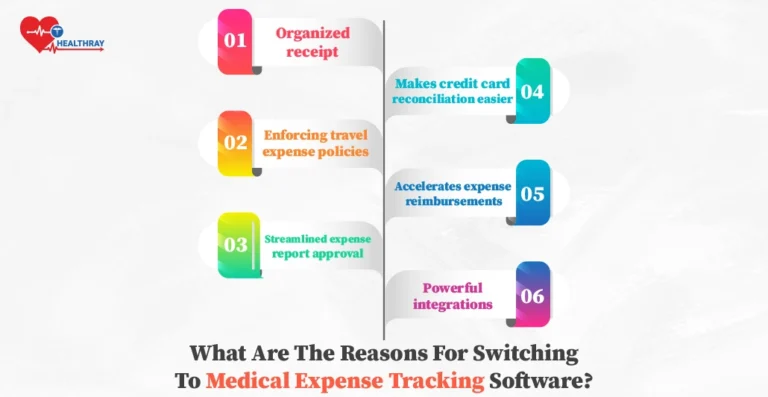 HEALTHRAY
01
Organized
receipt
02
Enforcing travel
expense policies
03
Streamlined expense
report approval
Makes credit card
reconciliation easier
04
Accelerates expense
reimbursements
05
Powerful
integrations
06
What Are The Reasons For Switching
To Medical Expense Tracking Software?